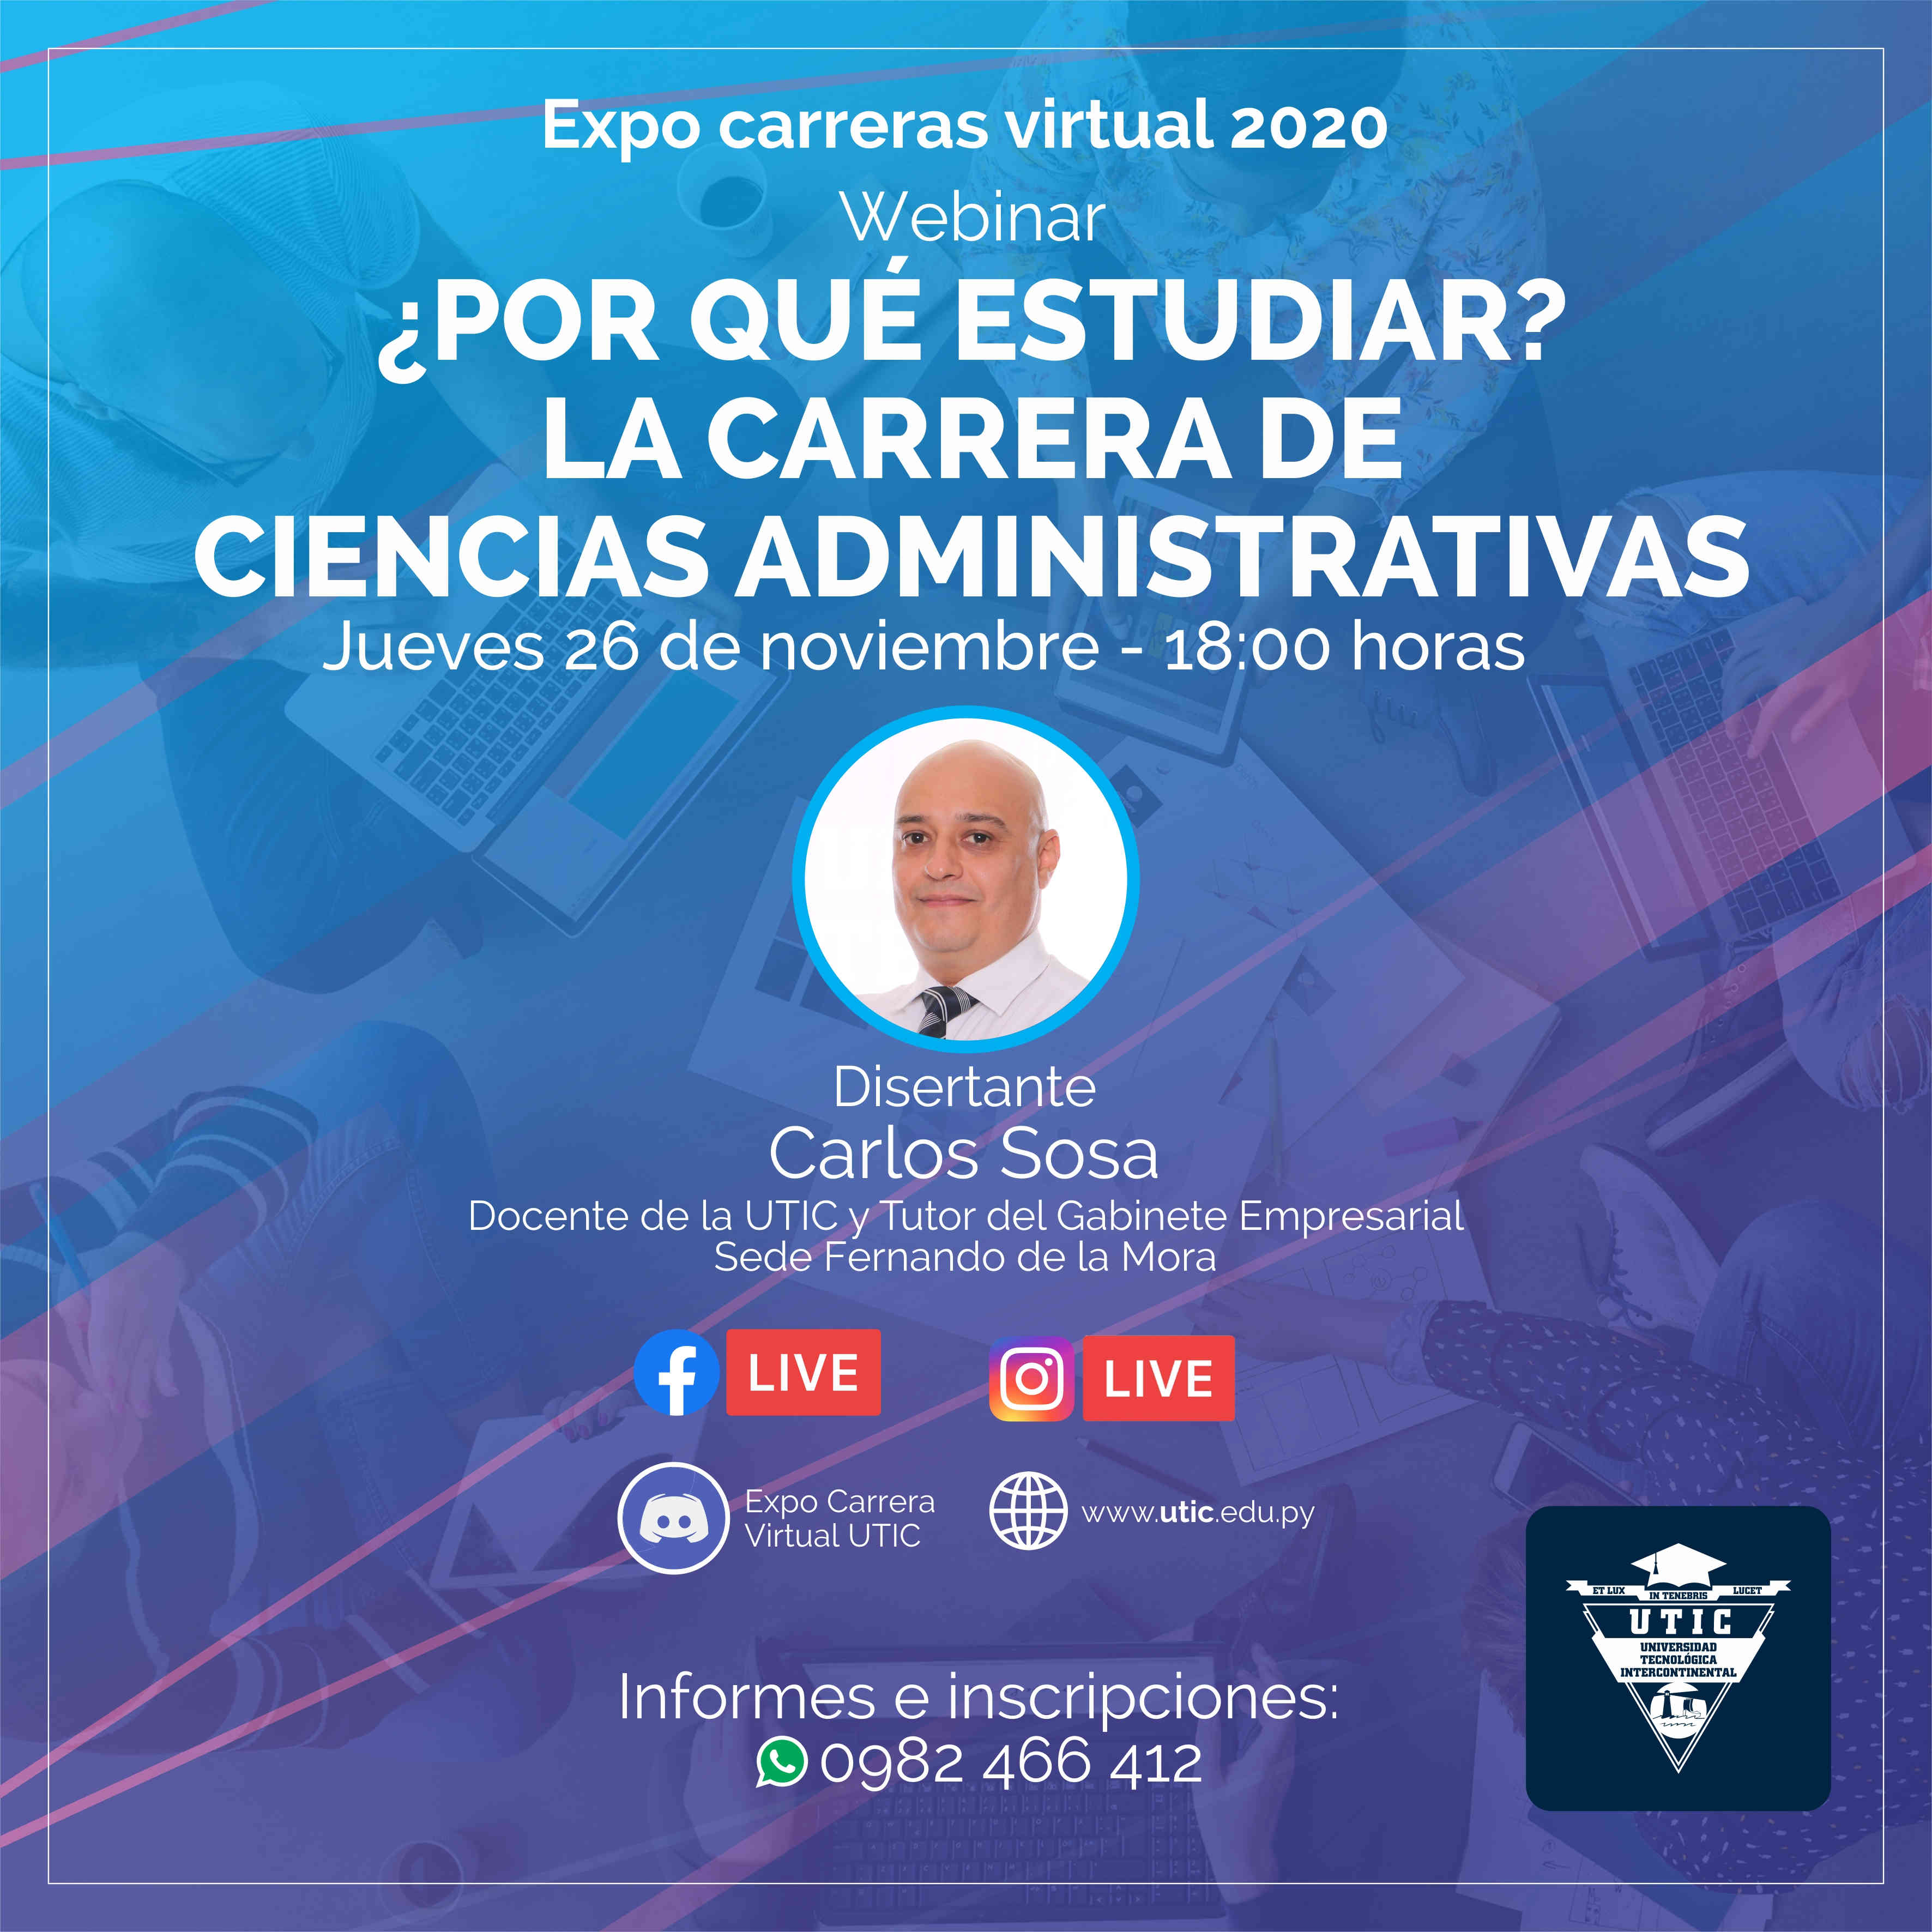 Expo carreras virtual 2020
Webinar
¿POR QUÉ ESTUDIAR?
LA CARRERA DE
CIENCIAS ADMINISTRATIVAS
Jueves 26 de noviembre - 18:00 horas
Disertante
Carlos Sosa
Docente de la UTIC y Tutor del Gabinete Empresarial
Sede Fernando de la Mora
LIVE
LIVE
Expo Carrera
Virtual UTIC
www.utic.edu.py
ET LUX IN TENEBRIS LUCET
UTIC
UNIVERSIDAD
TECNOLÓGICA
INTERCONTINENTAL
Informes e inscripciones:
0982 466 412